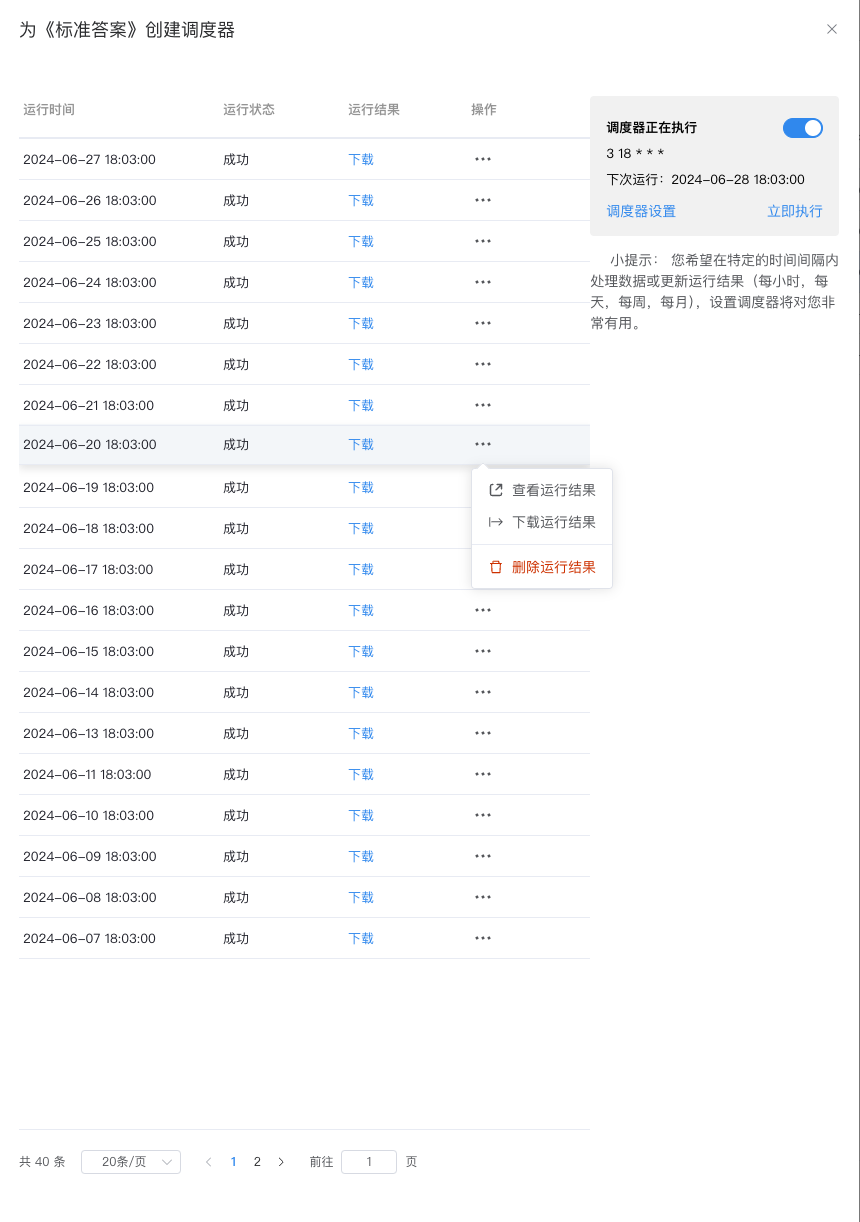 为《标准答案》创建调度器
运行时间 运行状态 运行结果 操作
2024-06-27 18:03:00 成功 下载
2024-06-26 18:03:00 成功 下载
2024-06-25 18:03:00 成功 下载
2024-06-24 18:03:00 成功 下载
2024-06-23 18:03:00 成功 下载
2024-06-22 18:03:00 成功 下载
2024-06-21 18:03:00 成功 下载
2024-06-20 18:03:00 成功 下载
2024-06-19 18:03:00 成功 下载
2024-06-18 18:03:00 成功 下载
2024-06-17 18:03:00 成功 下载
2024-06-16 18:03:00 成功 下载
2024-06-15 18:03:00 成功 下载
2024-06-14 18:03:00 成功 下载
2024-06-13 18:03:00 成功 下载
2024-06-11 18:03:00 成功 下载
2024-06-10 18:03:00 成功 下载
2024-06-09 18:03:00 成功 下载
2024-06-08 18:03:00 成功 下载
2024-06-07 18:03:00 成功 下载
查看运行结果
下载运行结果
删除运行结果
调度器正在执行
3 18 * * *
下次运行：2024-06-28 18:03:00
调度器设置 立即执行
小提示： 您希望在特定的时间间隔内
处理数据或更新运行结果（每小时，每
天，每周，每月），设置调度器将对您非
常有用。
共 40 条 20条/页 1 2 前往 1 页